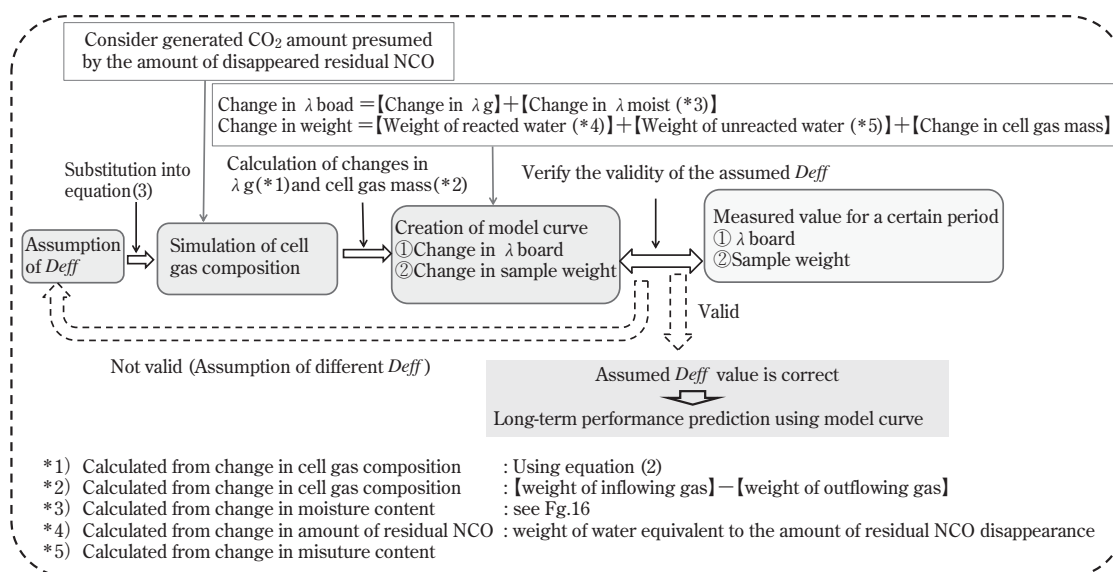 Consider generated CO₂ amount presumed
by the amount of disappeared residual NCO
Change in λ boad =【Change in λ g】+【Change in λ moist (*3)】
Change in weight =【Weight of reacted water (*4)】+【Weight of unreacted water (*5)】+【Change in cell gas mass】
Substitution into
equation(3)
Calculation of changes in
λ g(*1)and cell gas mass(*2)
Verify the validity of the assumed Deff
Assumption
of Deff
Simulation of cell
gas composition
Creation of model curve
①Change in λ board
②Change in sample weight
Measured value for a certain period
① λ board
②Sample weight
Valid
Not valid (Assumption of different Deff)
Assumed Deff value is correct
Long-term performance prediction using model curve
*1) Calculated from change in cell gas composition : Using equation (2)
*2) Calculated from change in cell gas composition : 【weight of inflowing gas】−【weight of outflowing gas】
*3) Calculated from change in moisture content : see Fg.16
*4) Calculated from change in amount of residual NCO : weight of water equivalent to the amount of residual NCO disappearance
*5) Calculated from change in misuture content